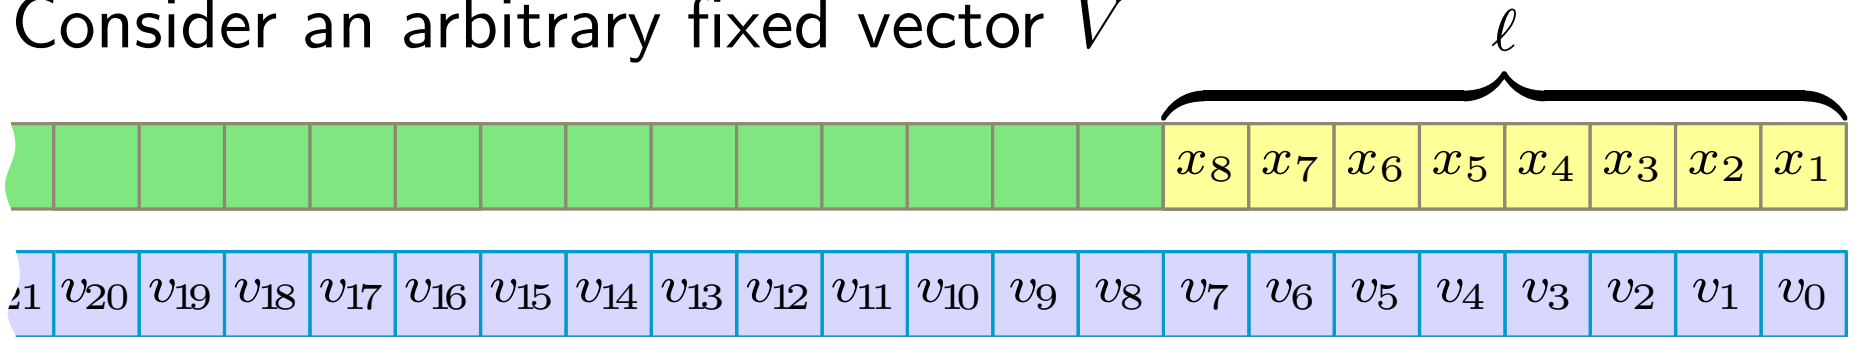 Consider an arbitrary fixed vector V
ℓ
x₈ x₇ x₆ x₅ x₄ x₃ x₂ x₁
21 v₂₀ v₁₉ v₁₈ v₁₇ v₁₆ v₁₅ v₁₄ v₁₃ v₁₂ v₁₁ v₁₀ v₉ v₈ v₇ v₆ v₅ v₄ v₃ v₂ v₁ v₀